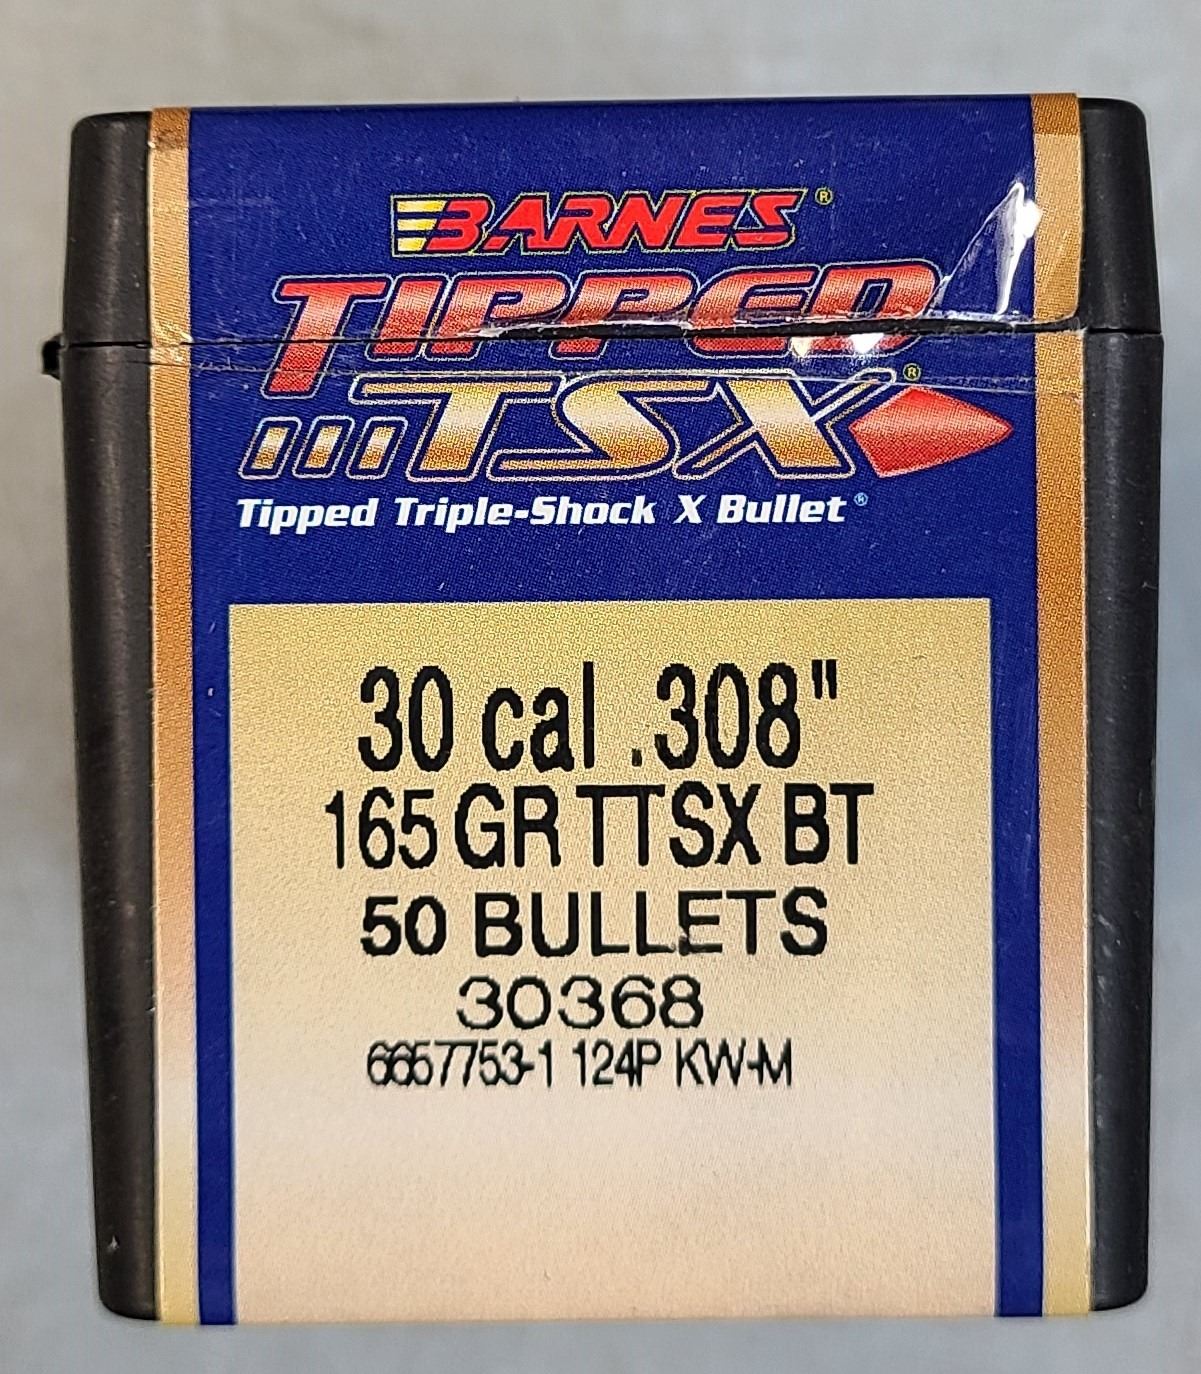 BARNES®
TIPPED
TSX®
Tipped Triple-Shock X Bullet®
30 cal .308"
165 GR TTSX BT
50 BULLETS
30368
6657753-1 124P KW-M